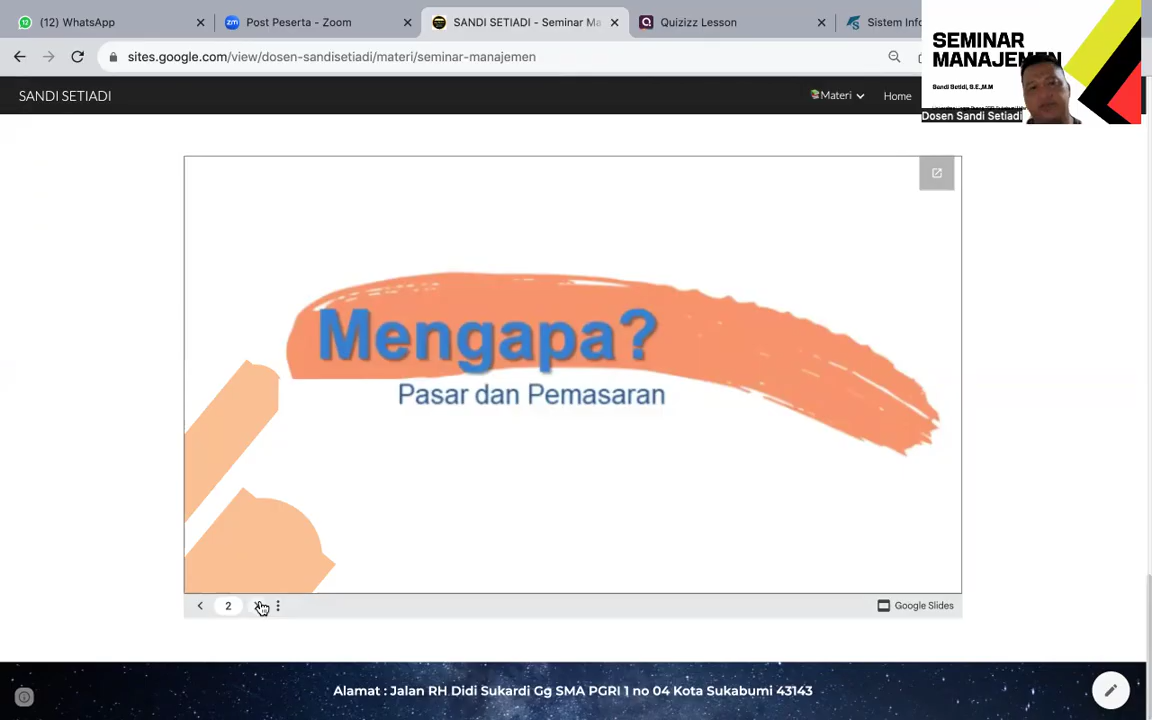 (12) WhatsApp
Post Peserta - Zoom
SANDI SETIADI - Seminar Ma
Quizizz Lesson
Sistem Info
sites.google.com/view/dosen-sandisetiadi/materi/seminar-manajemen
SEMINAR
MANAJEMEN
Sandi Setidi, S.E.,M.M
Dosen Sandi Setiadi
SANDI SETIADI
Materi
Home
Mengapa?
Pasar dan Pemasaran
2
Google Slides
Alamat : Jalan RH Didi Sukardi Gg SMA PGRI 1 no 04 Kota Sukabumi 43143